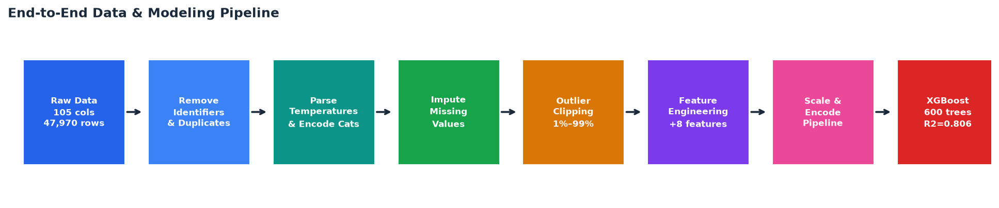 End-to-End Data & Modeling Pipeline
Raw Data
105 cols
47,970 rows
Remove
Identifiers
& Duplicates
Parse
Temperatures
& Encode Cats
Impute
Missing
Values
Outlier
Clipping
1%–99%
Feature
Engineering
+8 features
Scale &
Encode
Pipeline
XGBoost
600 trees
R2=0.806